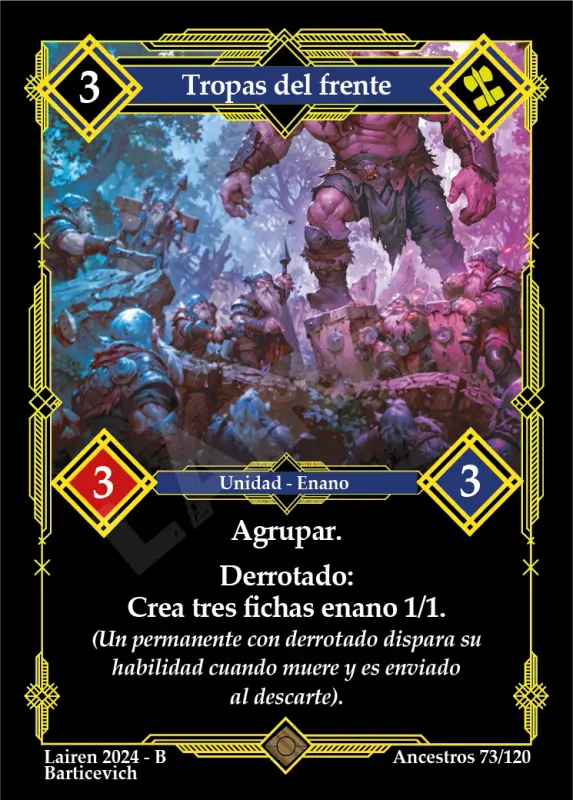 3
Tropas del frente
3
Unidad - Enano
3
Agrupar.
Derrotado:
Crea tres fichas enano 1/1.
(Un permanente con derrotado dispara su
habilidad cuando muere y es enviado
al descarte).
Lairen 2024 - B
Barticevich
Ancestros 73/120